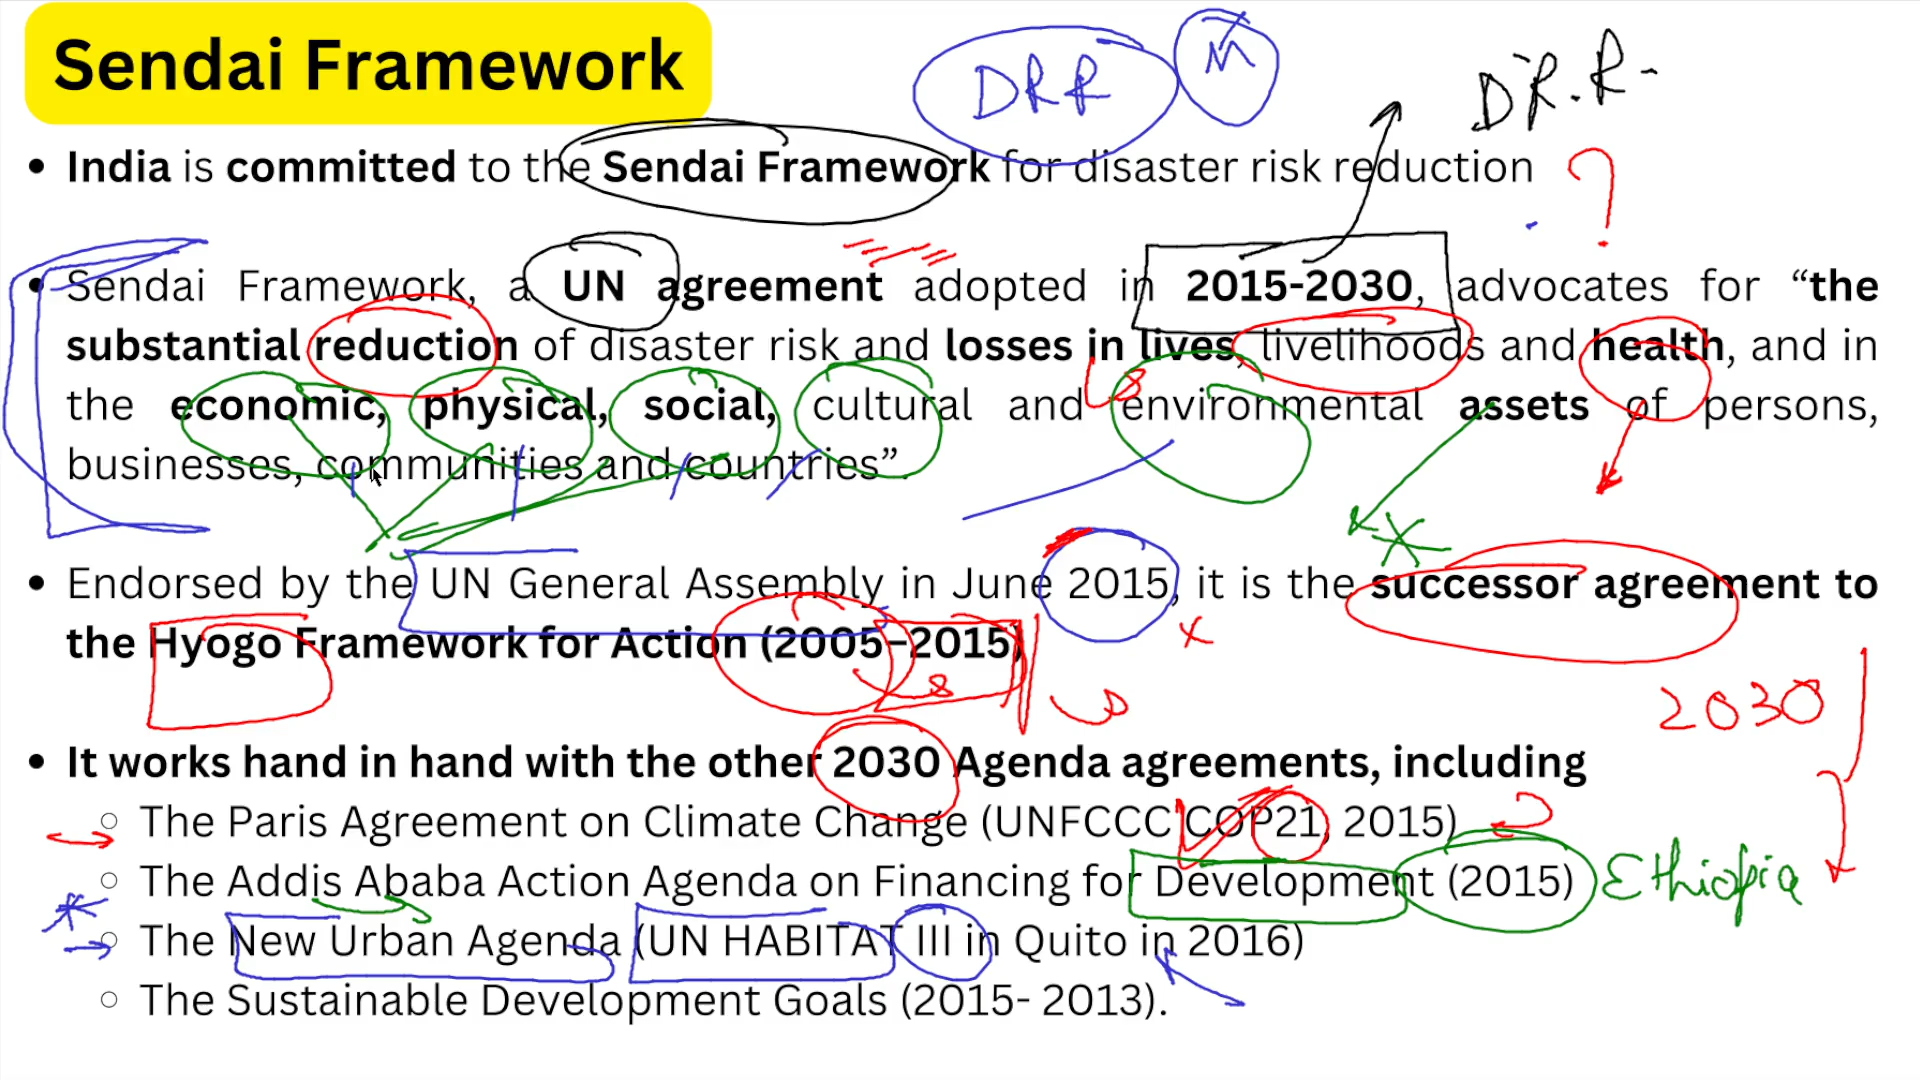 Sendai Framework
DRR
M
D.R.R-
• India is committed to the Sendai Framework for disaster risk reduction
?
• Sendai Framework, a UN agreement adopted in 2015-2030, advocates for “the
substantial reduction of disaster risk and losses in lives, livelihoods and health, and in
the economic, physical, social, cultural and environmental assets of persons,
businesses, communities and countries”.
• Endorsed by the UN General Assembly in June 2015, it is the successor agreement to
the Hyogo Framework for Action (2005–2015)
2030
• It works hand in hand with the other 2030 Agenda agreements, including
○ The Paris Agreement on Climate Change (UNFCCC COP21, 2015)
○ The Addis Ababa Action Agenda on Financing for Development (2015) Ethiopia
○ The New Urban Agenda (UN HABITAT III in Quito in 2016)
○ The Sustainable Development Goals (2015- 2013).